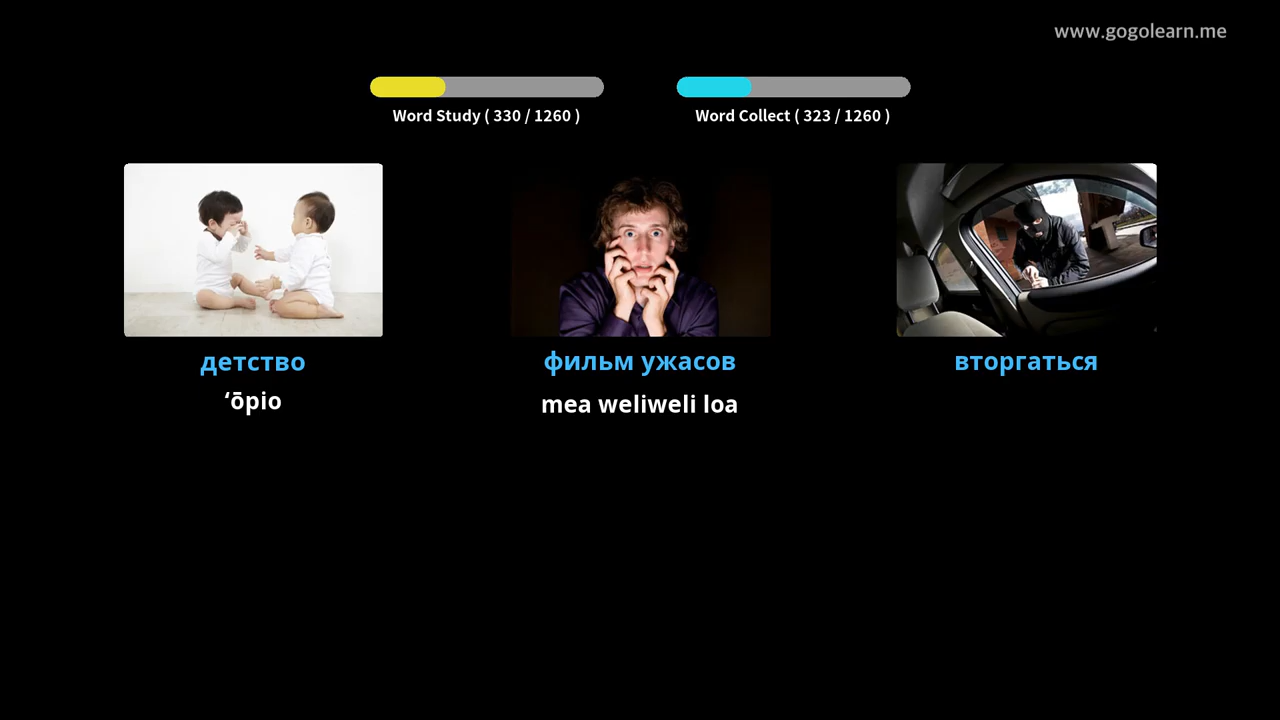 www.gogolearn.me
Word Study ( 330 / 1260 )
Word Collect ( 323 / 1260 )
детство
фильм ужасов
вторгаться
ʻōpio
mea weliweli loa